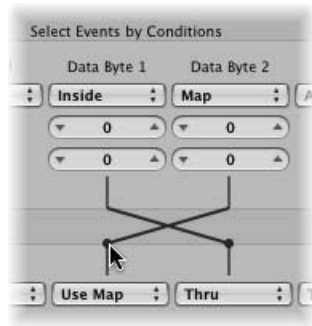 Select Events by Conditions
Data Byte 1 Data Byte 2
Inside Map
0 0
0 0
Use Map Thru